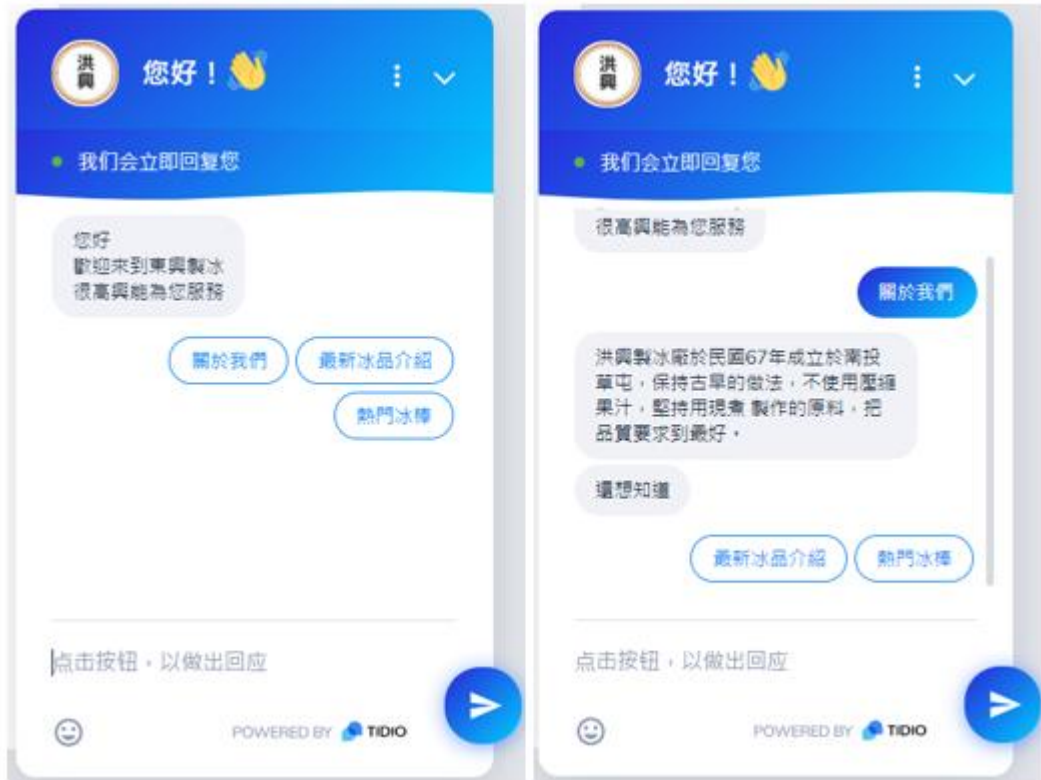 洪興
您好！👋
我们会立即回复您
您好
歡迎來到東興製冰
很高興能為您服務
關於我們
最新冰品介紹
熱門冰棒
点击按钮，以做出回应
POWERED BY TIDIO
洪興
您好！👋
我们会立即回复您
很高興能為您服務
關於我們
洪興製冰廠於民國67年成立於南投
草屯，保持古早的做法，不使用壓縮
果汁，堅持用現煮 製作的原料，把
品質要求到最好。
還想知道
最新冰品介紹
熱門冰棒
点击按钮，以做出回应
POWERED BY TIDIO